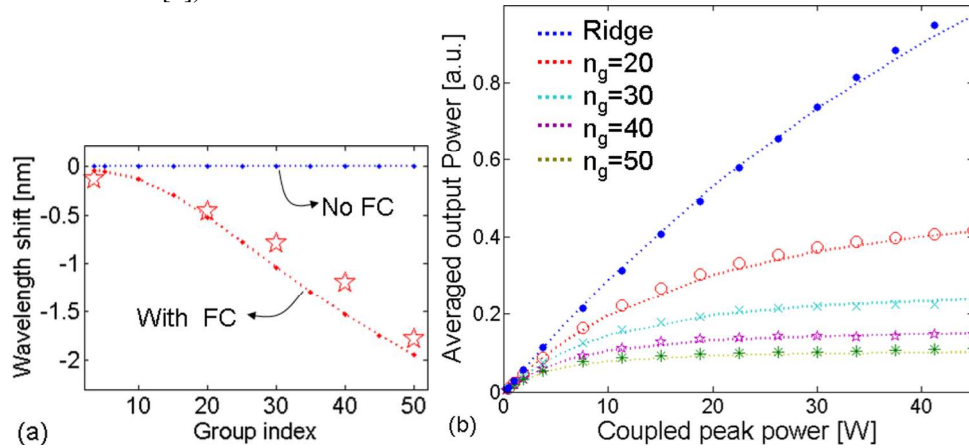 [4],
Wavelength shift [nm]
0
-0.5
-1
-1.5
-2
No FC
With FC
10
20
30
40
50
Group index
(a)
Averaged output Power [a.u.]
0.8
0.6
0.4
0.2
0
Ridge
n_g=20
n_g=30
n_g=40
n_g=50
0
10
20
30
40
Coupled peak power [W]
(b)